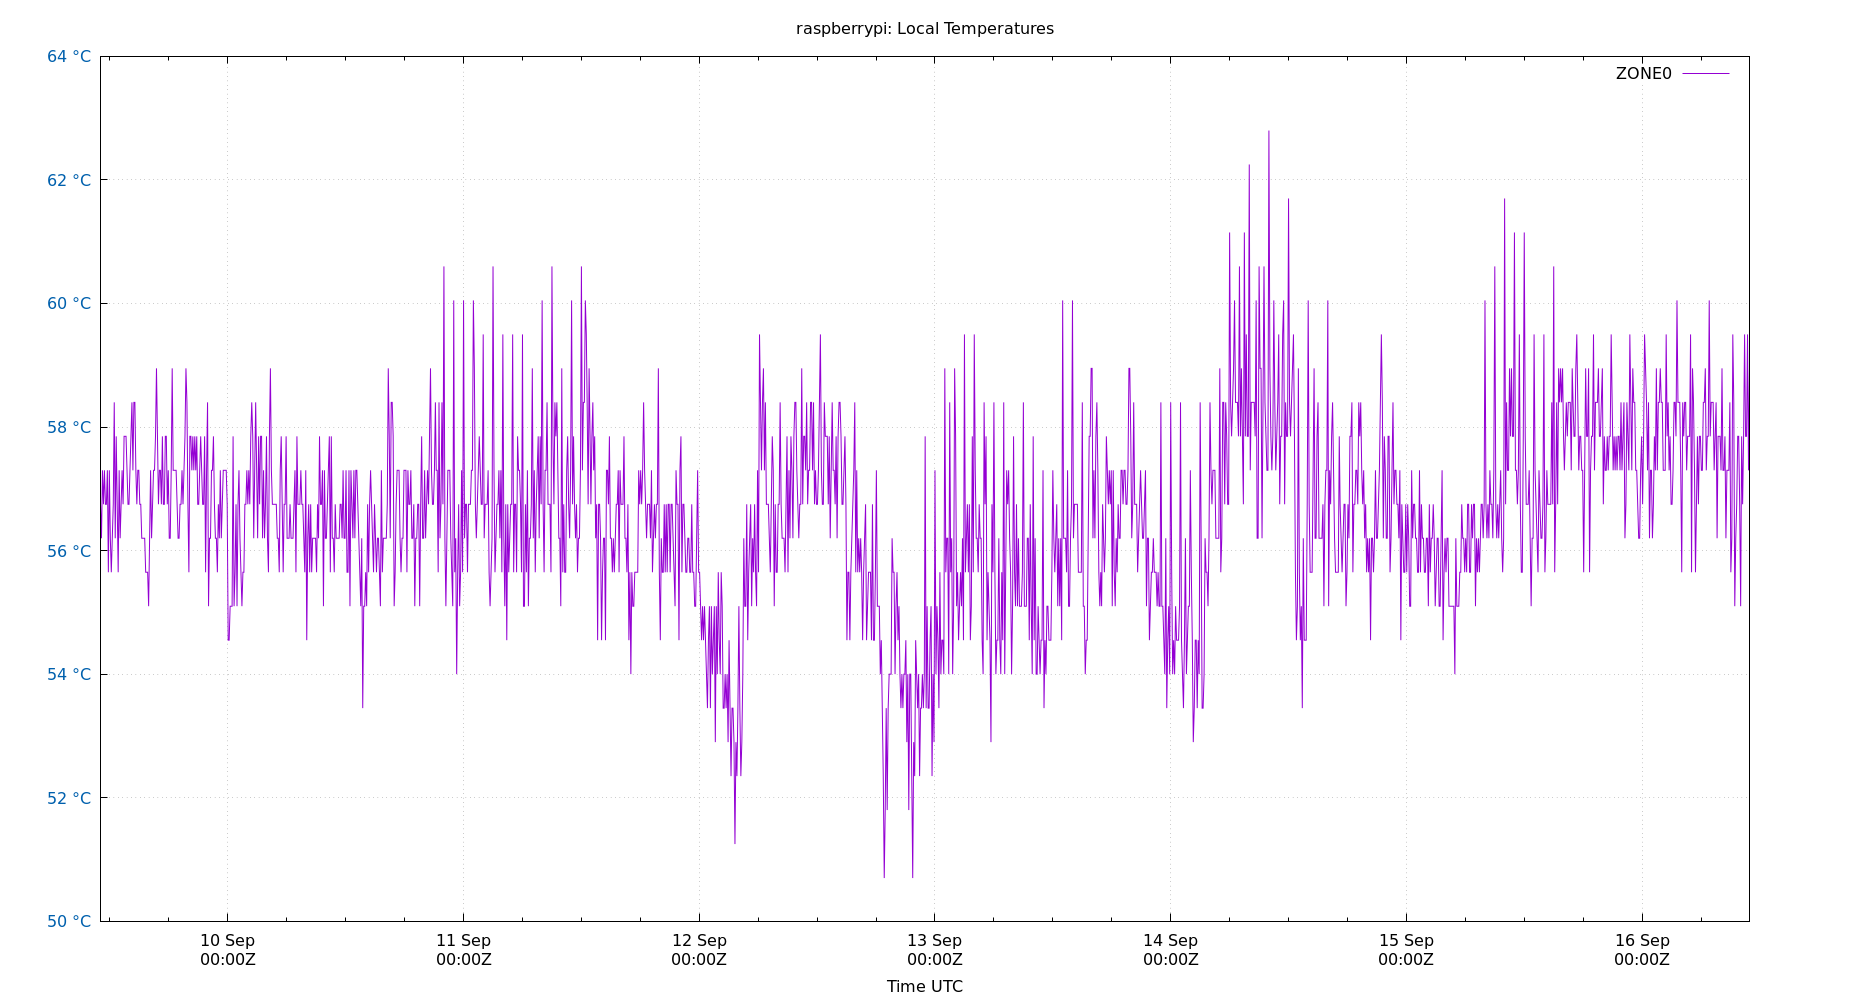 raspberrypi: Local Temperatures
64 °C
ZONE0
62 °C
60 °C
58 °C
56 °C
54 °C
52 °C
50 °C
10 Sep 11 Sep 12 Sep 13 Sep 14 Sep 15 Sep 16 Sep
00:00Z 00:00Z 00:00Z 00:00Z 00:00Z 00:00Z 00:00Z
Time UTC